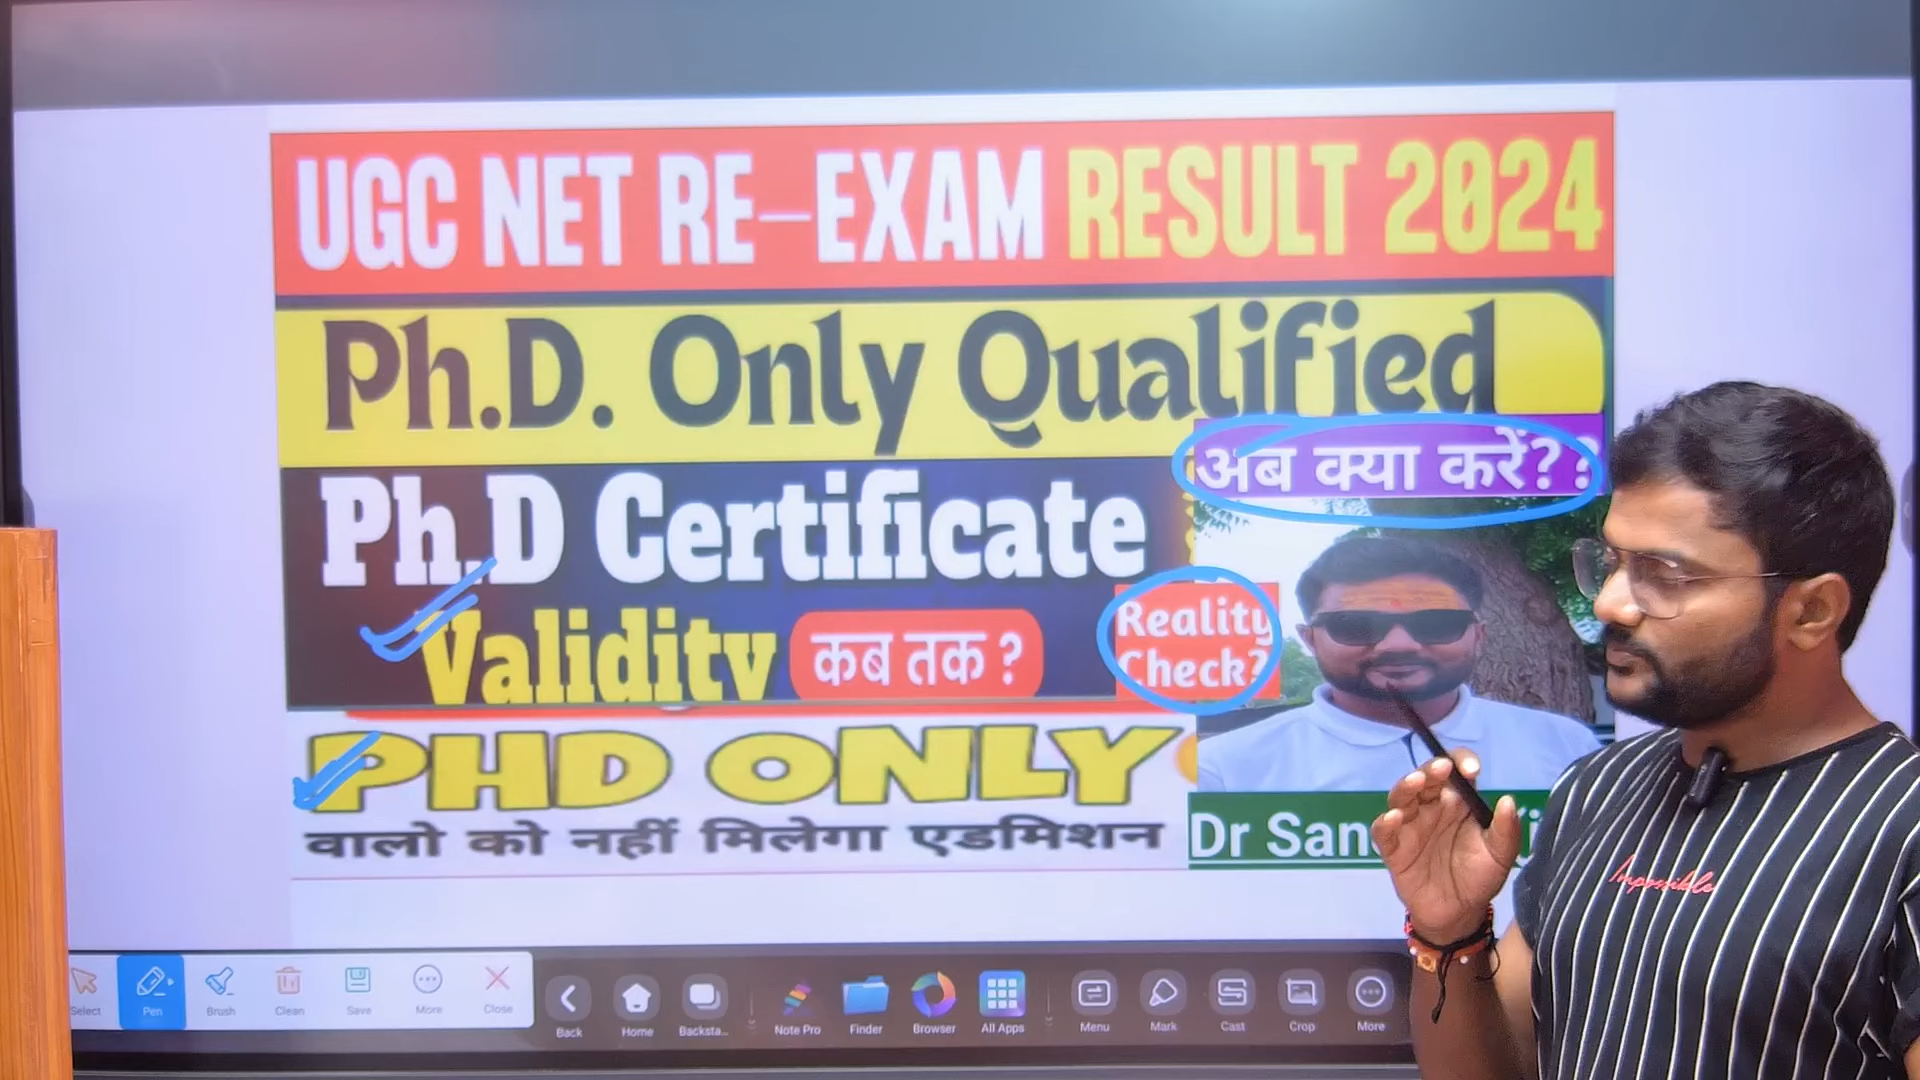 UGC NET RE-EXAM RESULT 2024
Ph.D. Only Qualified
अब क्या करें??
Ph.D Certificate
Validity कब तक ?
Reality
Check?
PHD ONLY
वालो को नहीं मिलेगा एडमिशन
Dr
Impossible
Select
Pen
Brush
Clean
Save
More
Close
Back
Home
Backsta...
Note Pro
Finder
Browser
All Apps
Menu
Mark
Cast
Crop
More